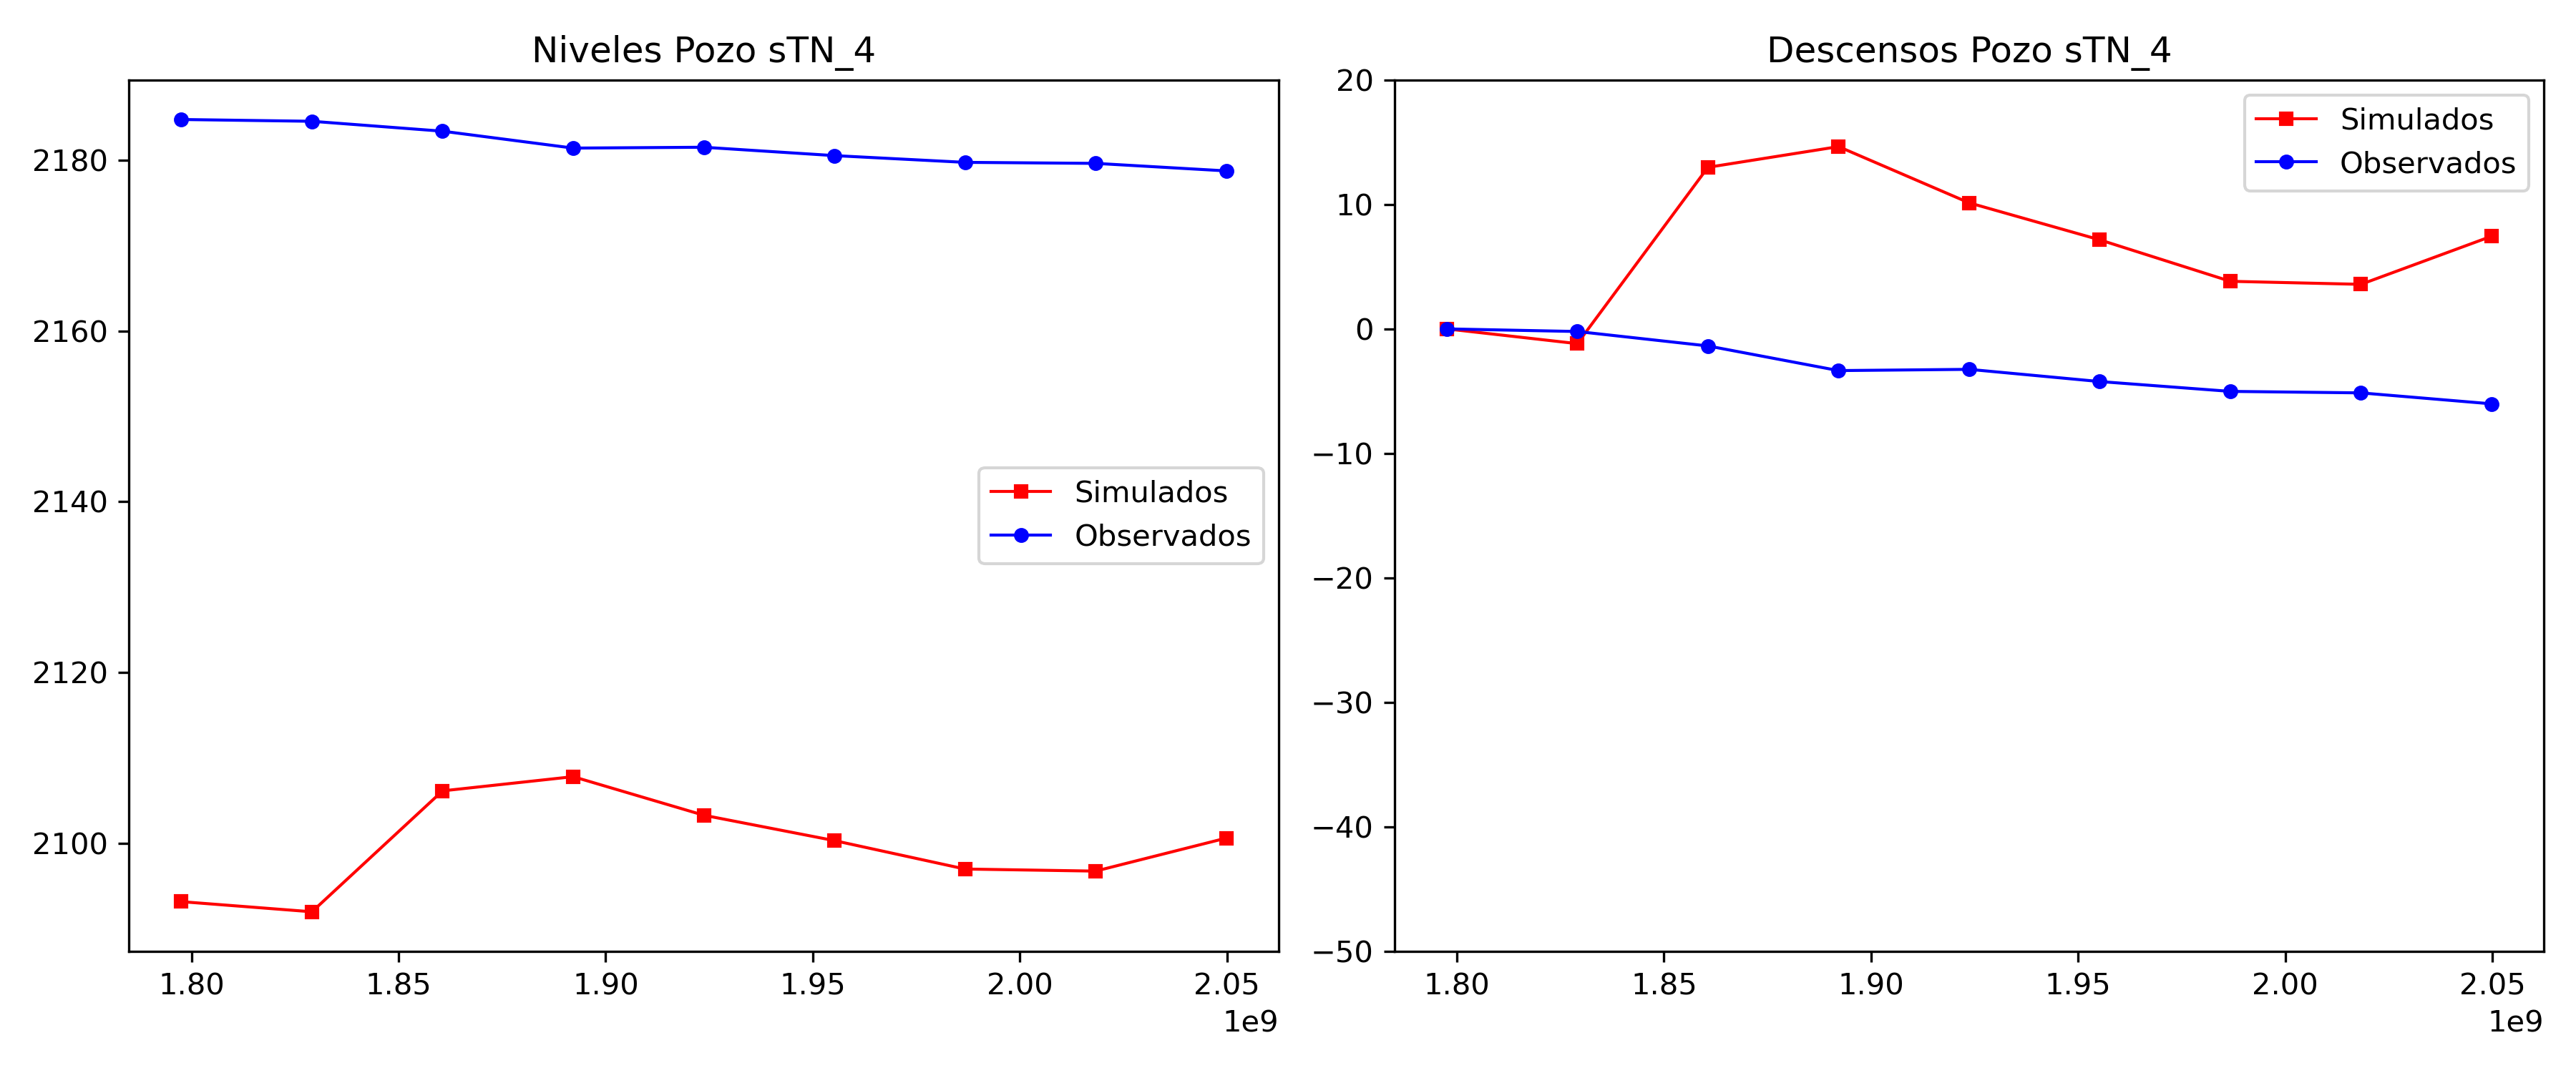 Niveles Pozo sTN_4
2180
2160
2140
2120
2100
Simulados
Observados
1.80 1.85 1.90 1.95 2.00 2.05
1e9
Descensos Pozo sTN_4
20
10
0
−10
−20
−30
−40
−50
Simulados
Observados
1.80 1.85 1.90 1.95 2.00 2.05
1e9